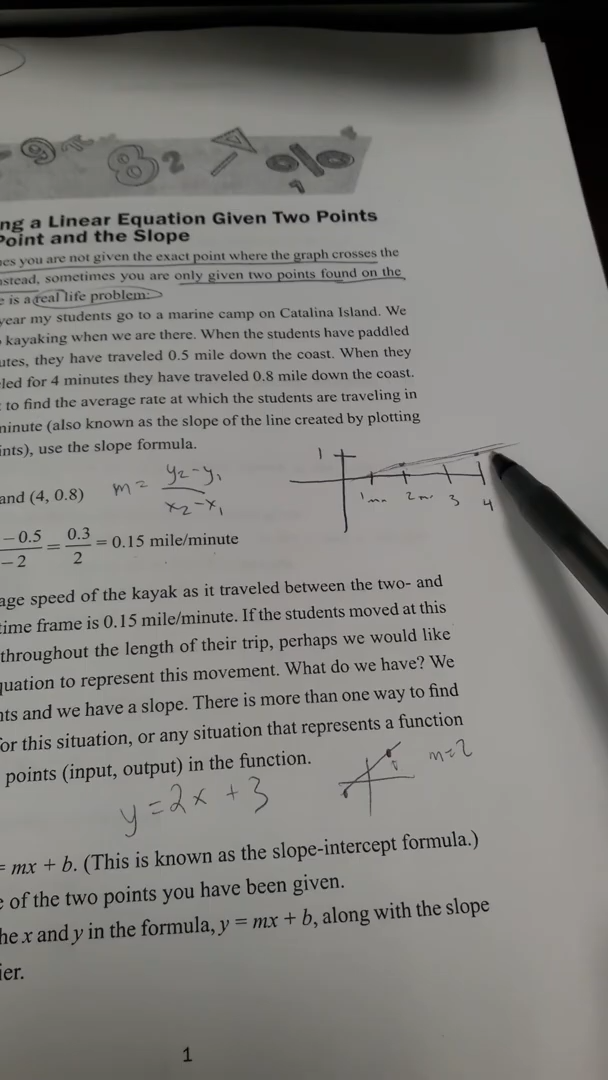 9 π 8 2 7 % 1
ng a Linear Equation Given Two Points
Point and the Slope
es you are not given the exact point where the graph crosses the
stead, sometimes you are only given two points found on the
e is a real life problem:
year my students go to a marine camp on Catalina Island. We
kayaking when we are there. When the students have paddled
utes, they have traveled 0.5 mile down the coast. When they
led for 4 minutes they have traveled 0.8 mile down the coast.
to find the average rate at which the students are traveling in
minute (also known as the slope of the line created by plotting
ints), use the slope formula.
1
and (4, 0.8) m = y₂-y₁ / x₂-x₁
1 2 3 4
-0.5 / -2 = 0.3 / 2 = 0.15 mile/minute
age speed of the kayak as it traveled between the two- and
time frame is 0.15 mile/minute. If the students moved at this
throughout the length of their trip, perhaps we would like
quation to represent this movement. What do we have? We
nts and we have a slope. There is more than one way to find
for this situation, or any situation that represents a function
points (input, output) in the function.
m=2
y=2x+3
= mx + b. (This is known as the slope-intercept formula.)
e of the two points you have been given.
he x and y in the formula, y = mx + b, along with the slope
ier.
1